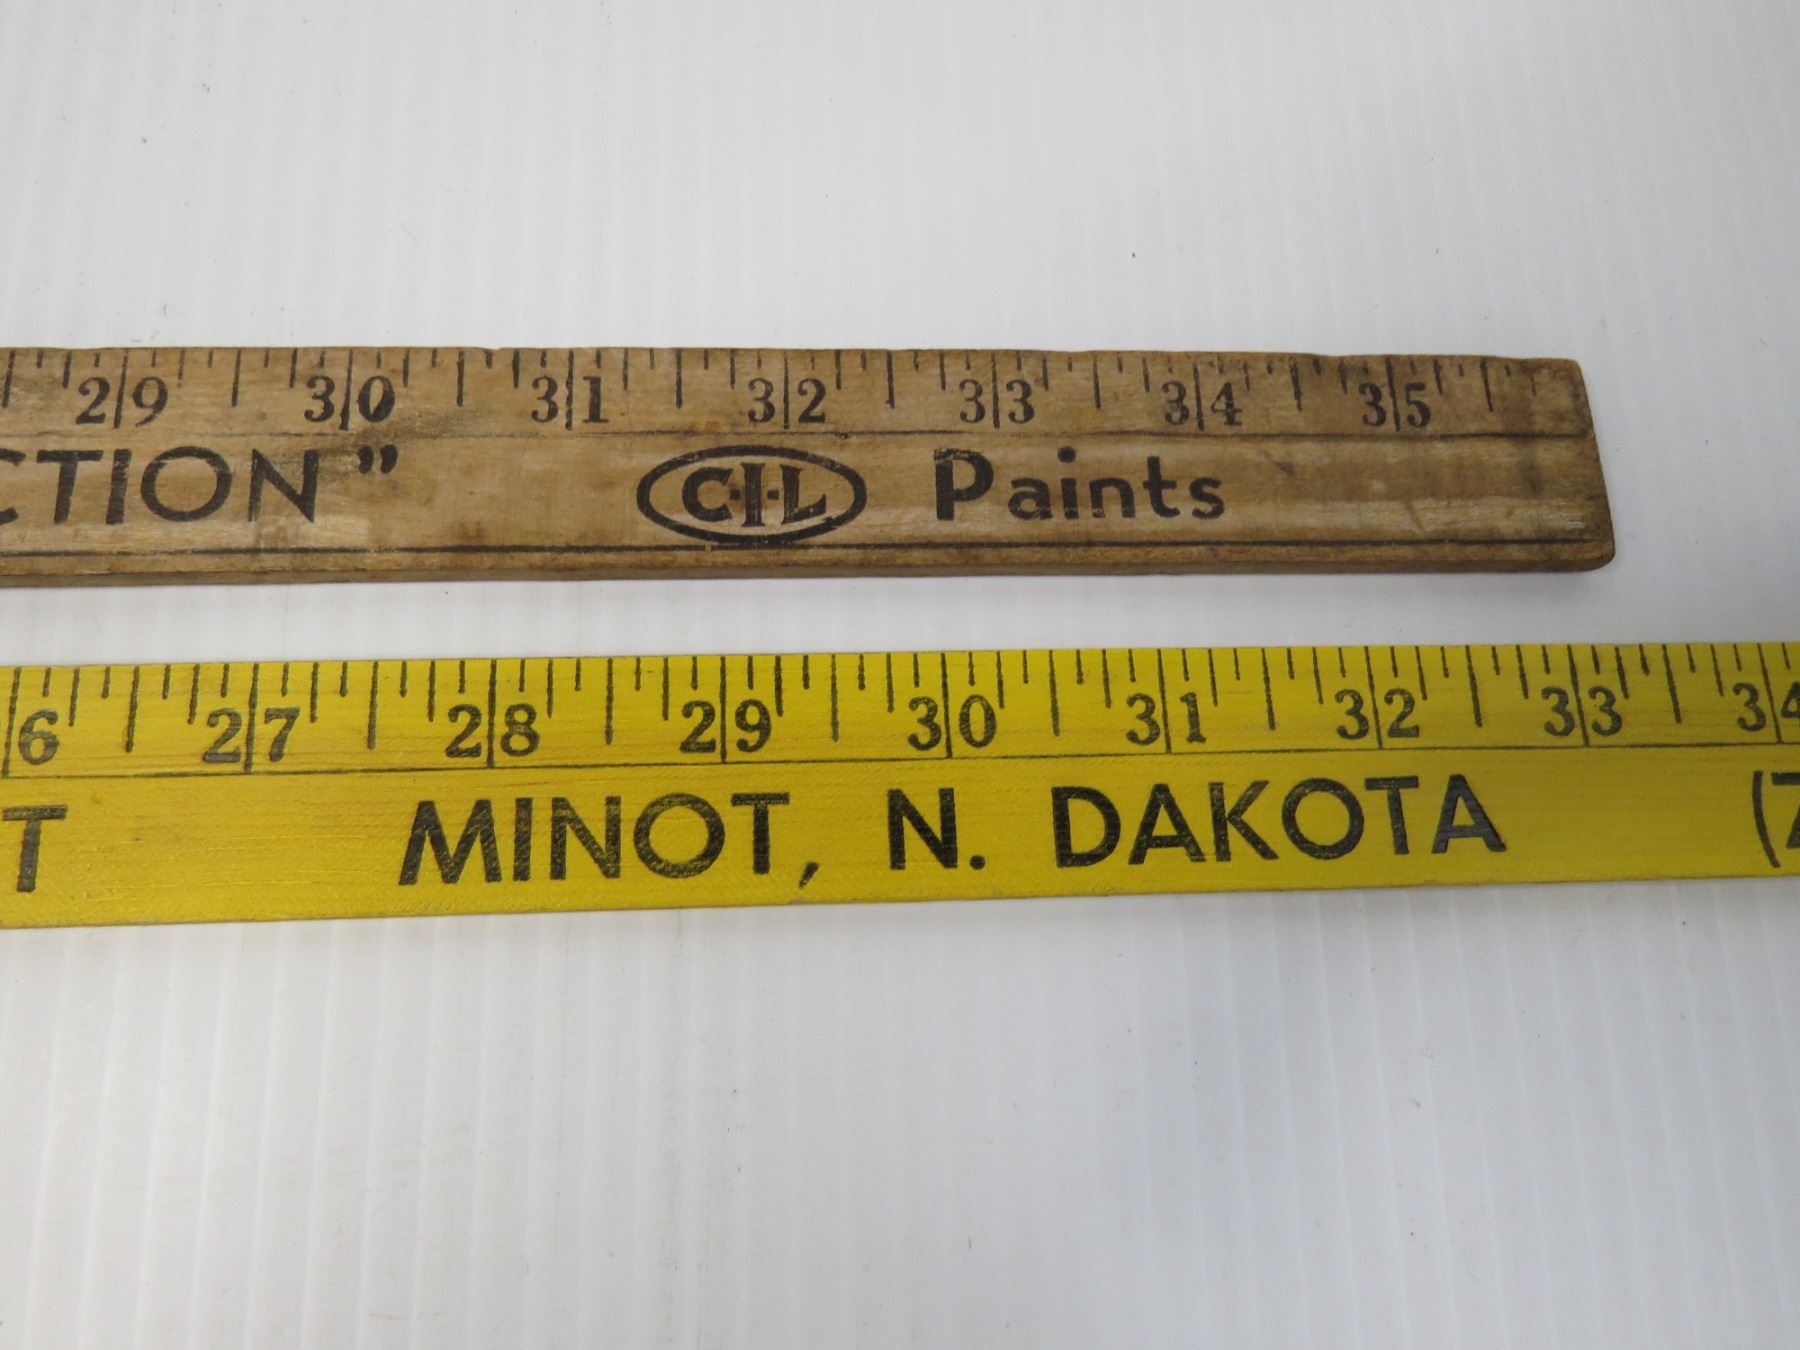 29 30 31 32 33 34 35
CTION" C-I-L Paints
6 27 28 29 30 31 32 33 34
T MINOT, N. DAKOTA (7